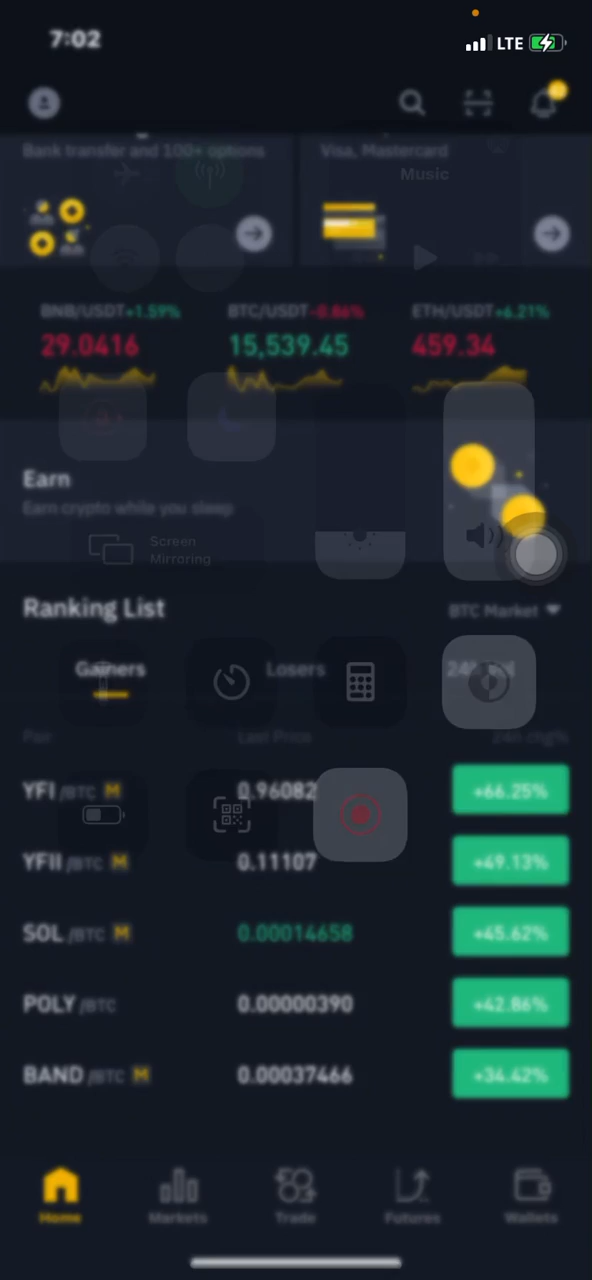 7:02
LTE
Bank transfer and 100+ options
Visa, Mastercard
Music
BNB/USDT +1.59%
BTC/USDT -0.86%
ETH/USDT +6.21%
29.0416
15,539.45
459.34
Earn
Earn crypto while you sleep
Screen
Mirroring
Ranking List
BTC Market
Gainers
Losers
24h Vol
Pair
Last Price
24h chg%
YFI /BTC M
0.96082
+66.25%
YFII /BTC M
0.11107
+49.13%
SOL /BTC M
0.00014658
+45.62%
POLY /BTC
0.00000390
+42.86%
BAND /BTC M
0.00037466
+34.42%
Home
Markets
Trade
Futures
Wallets